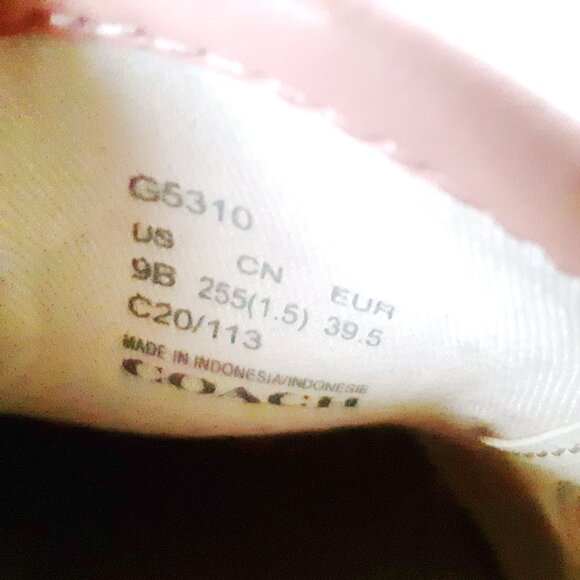 G5310
US CN EUR
9B 255(1.5) 39.5
C20/113
MADE IN INDONESIA/INDONESIE
COACH